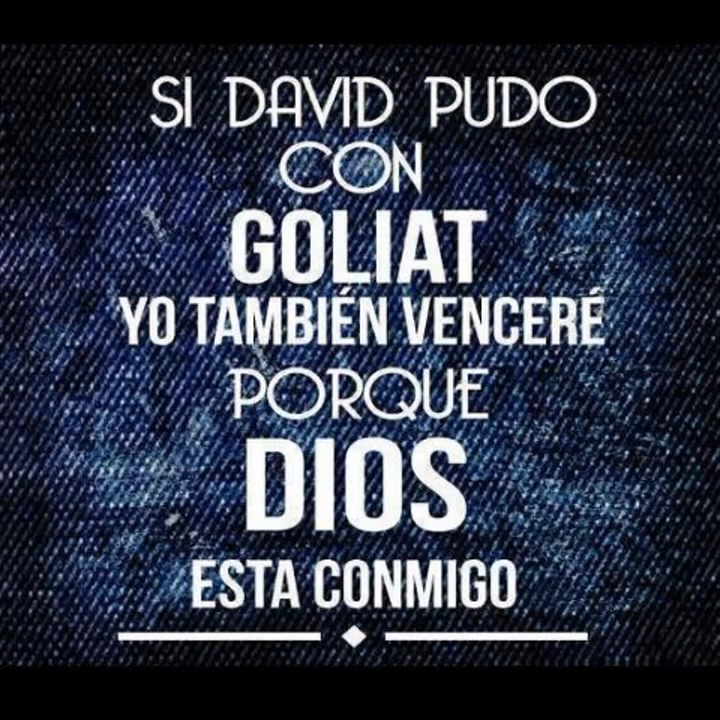 SI DAVID PUDO
CON
GOLIAT
YO TAMBIÉN VENCERÉ
PORQUE
DIOS
ESTA CONMIGO